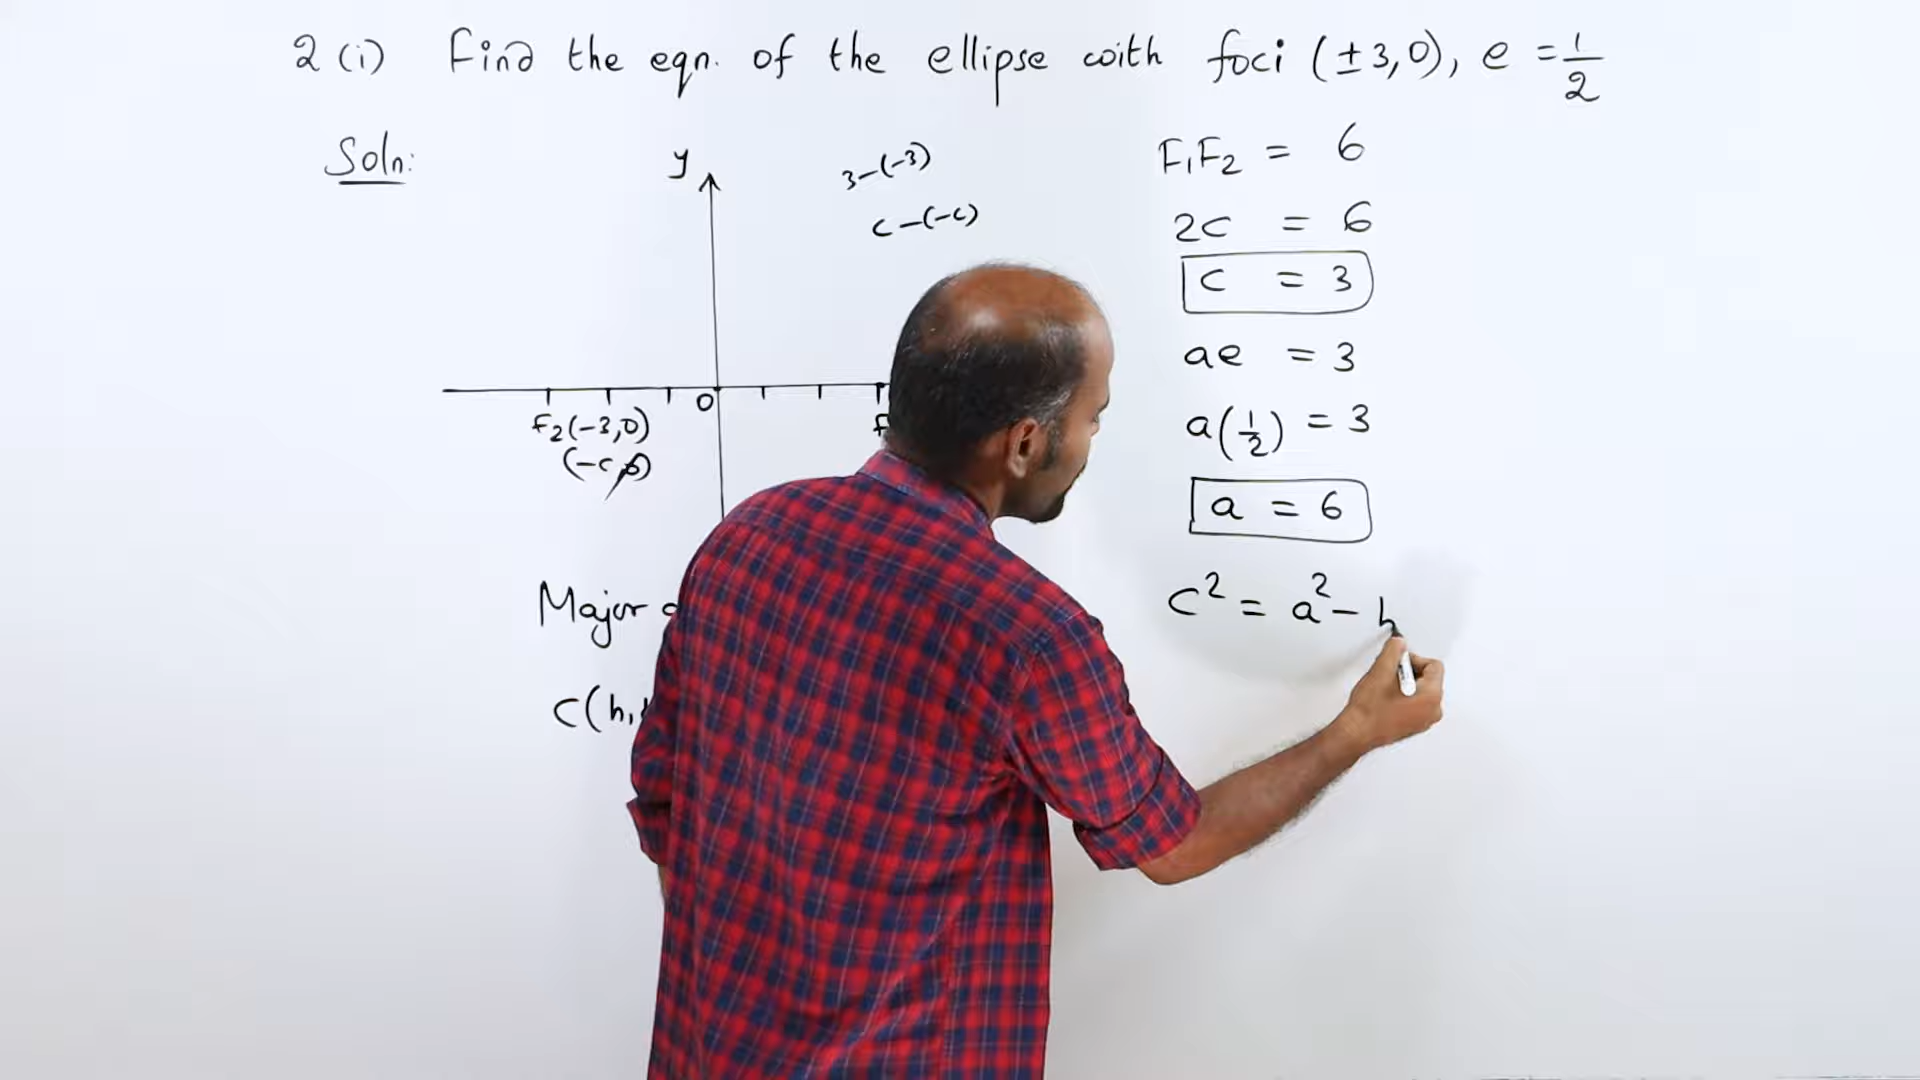 2 (i) Find the eqn. of the ellipse with foci (±3,0), e = 1/2
Soln:
y
3-(-3)
c-(-c)
0
F2(-3,0)
(-c,0)
Major
C(h,
F1F2 = 6
2c = 6
c = 3
ae = 3
a(1/2) = 3
a = 6
c² = a² -